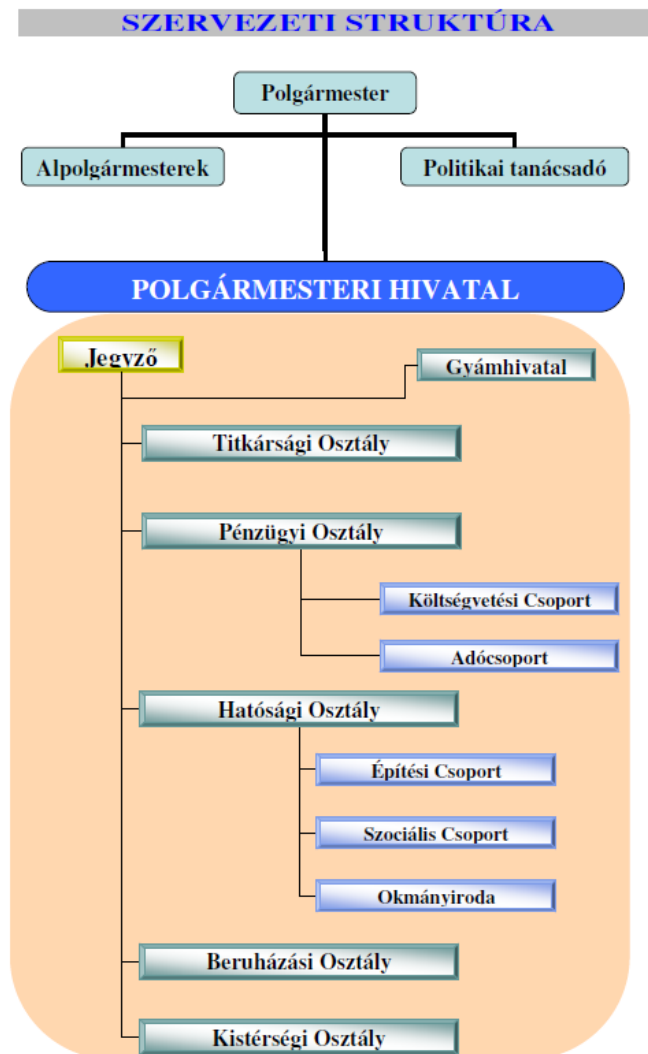 SZERVEZETI STRUKTÚRA
Polgármester
Alpolgármesterek
Politikai tanácsadó
POLGÁRMESTERI HIVATAL
Jegyző
Gyámhivatal
Titkársági Osztály
Pénzügyi Osztály
Költségvetési Csoport
Adócsoport
Hatósági Osztály
Építési Csoport
Szociális Csoport
Okmányiroda
Beruházási Osztály
Kistérségi Osztály